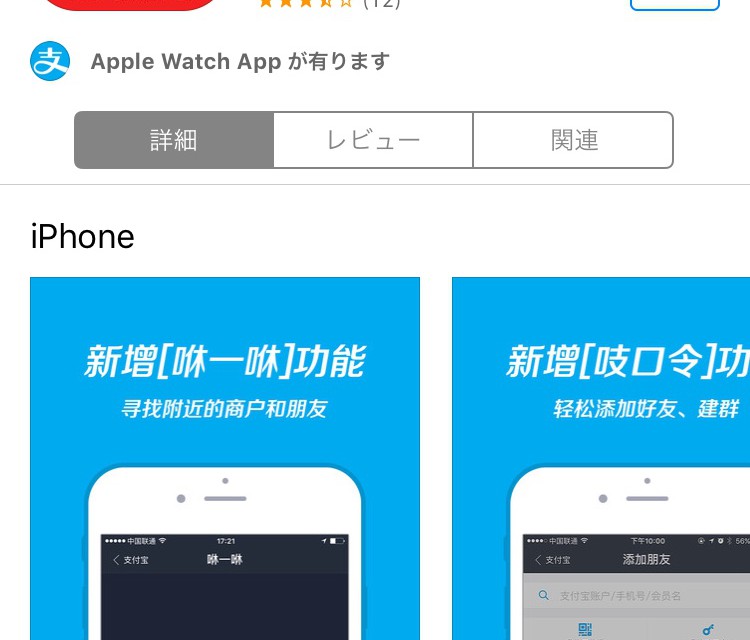 (12)
支 Apple Watch App が有ります
詳細 レビュー 関連
iPhone
新增[咻一咻]功能
寻找附近的商户和朋友
中国联通 17:21
支付宝 咻一咻
新增[吱口令]功
轻松添加好友、建群
中国联通 下午10:00 56%
支付宝 添加朋友
支付宝账户/手机号/会员名